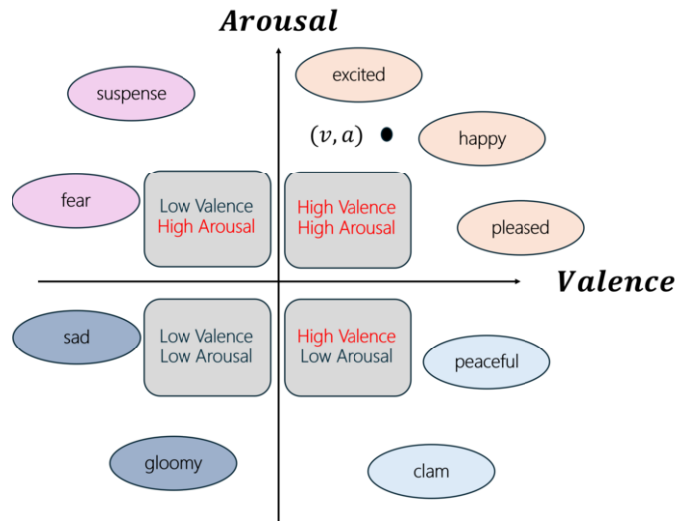 Arousal
excited
suspense
(v, a)
happy
fear
Low Valence
High Arousal
High Valence
High Arousal
pleased
Valence
sad
Low Valence
Low Arousal
High Valence
Low Arousal
peaceful
gloomy
clam